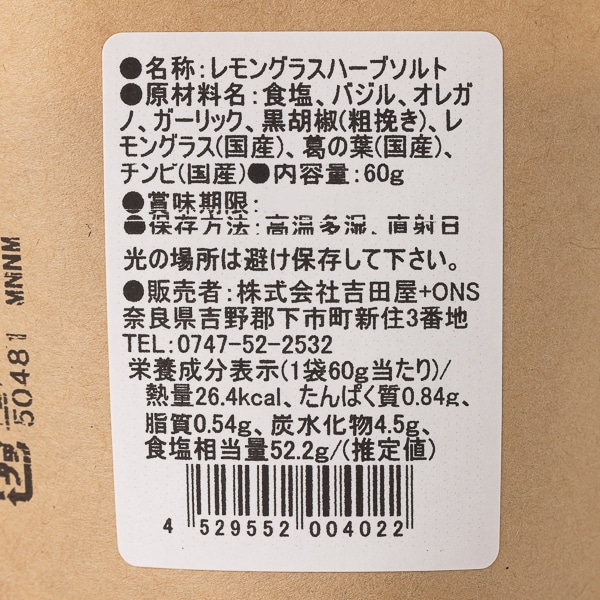 ●名称:レモングラスハーブソルト
●原材料名:食塩、バジル、オレガ
ノ、ガーリック、黒胡椒(粗挽き)、レ
モングラス(国産)、葛の葉(国産)、
チンピ(国産)●内容量:60g
●賞味期限:
●保存方法:高温多湿、直射日
光の場所は避け保存して下さい。
●販売者:株式会社吉田屋+ONS
奈良県吉野郡下市町新住3番地
TEL:0747-52-2532
栄養成分表示(1袋60g当たり)/
熱量26.4kcal、たんぱく質0.84g、
脂質0.54g、炭水化物4.5g、
食塩相当量52.2g/(推定値)
4 529552 004022
50481